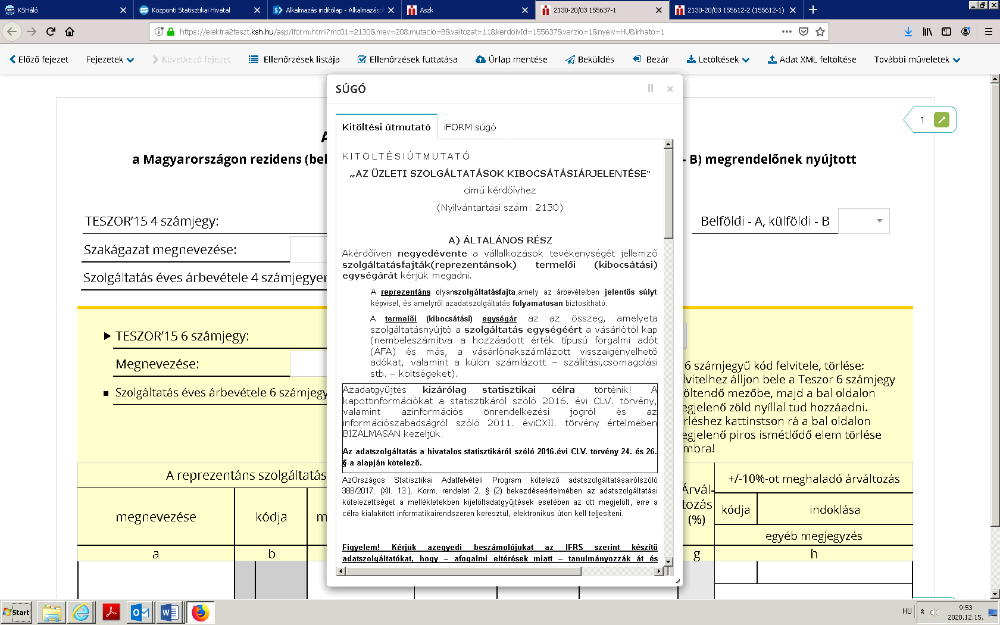 KSHáló
Központi Statisztikai Hivatal
Alkalmazás indítólap - Alkalmazáso
Aszk
2130-20/03 155637-1
2130-20/03 155612-2 (155612-1)
https://elektra2teszt.ksh.hu/asp/iform.html?mc01=2130&mev=20&mutacio=B&valtozat=11&kerdoivId=155637&verzio=1&nyelv=HU&irhato=1
Előző fejezet
Fejezetek
Következő fejezet
Ellenőrzések listája
Ellenőrzések futtatása
Űrlap mentése
Beküldés
Bezár
Letöltések
Adat XML feltöltése
További műveletek
SÚGÓ
Kitöltési útmutató
iFORM súgó
KITÖLTÉSIÚTMUTATÓ
„AZ ÜZLETI SZOLGÁLTATÁSOK KIBOCSÁTÁSIÁRJELENTÉSE”
című kérdőívhez
(Nyilvántartási szám: 2130)
A) ÁLTALÁNOS RÉSZ
Akérdőíven negyedévente a vállalkozások tevékenységét jellemző
szolgáltatásfajták(reprezentánsok) termelői (kibocsátási)
egységárát kérjük megadni.
A reprezentáns olyanszolgáltatásfajta,amely az árbevételben jelentős súlyt
képvisel, és amelyről azadatszolgáltatás folyamatosan biztosítható.
A termelői (kibocsátási) egységár az az összeg, amelyeta
szolgáltatásnyújtó a szolgáltatás egységéért a vásárlótól kap
(nembeleszámítva a hozzáadott érték típusú forgalmi adót
(ÁFA) és más, a vásárlónakszámlázott visszaigényelhető
adókat, valamint a külön számlázott – szállítási,csomagolási
stb. – költségeket).
Azadatgyűjtés kizárólag statisztikai célra történik! A
kapottinformációkat a statisztikáról szóló 2016. évi CLV. törvény,
valamint azinformációs önrendelkezési jogról és az
információszabadságról szóló 2011. éviCXII. törvény értelmében
BIZALMASAN kezeljük.
Az adatszolgáltatás a hivatalos statisztikáról szóló 2016.évi CLV. törvény 24. és 26.
§-a alapján kötelező.
AzOrszágos Statisztikai Adatfelvételi Program kötelező adatszolgáltatásairólszóló
388/2017. (XII. 13.). Korm. rendelet 2. § (2) bekezdéseértelmében az adatszolgáltatási
kötelezettséget a mellékletekben kijelöltadatgyűjtések esetében az ott megjelölt, erre a
célra kialakított informatikairendszeren keresztül, elektronikus úton kell teljesíteni.
Figyelem! Kérjük azegyedi beszámolójukat az IFRS szerint készítő
adatszolgáltatókat, hogy – afogalmi eltérések miatt – tanulmányozzák át és
1
A
a Magyarországon rezidens (bel
- B) megrendelőnek nyújtott
TESZOR'15 4 számjegy:
Belföldi - A, külföldi - B
Szakágazat megnevezése:
Szolgáltatás éves árbevétele 4 számjegyen
TESZOR'15 6 számjegy:
Megnevezése:
Szolgáltatás éves árbevétele 6 számjegy
6 számjegyű kód felvitele, törlése:
lvitelhez álljon bele a Teszor 6 számjegy
öltendő mezőbe, majd a bal oldalon
egjelenő zöld nyíllal tud hozzáadni.
rléshez kattintson rá a bal oldalon
egjelenő piros ismétlődő elem törlése
mbra!
A reprezentáns szolgáltatás
megnevezése
kódja
m
Árvál-
tozás
(%)
+/-10%-ot meghaladó árváltozás
kódja
indoklása
egyéb megjegyzés
a
b
g
h
Start
HU
9:53
2020.12.15.